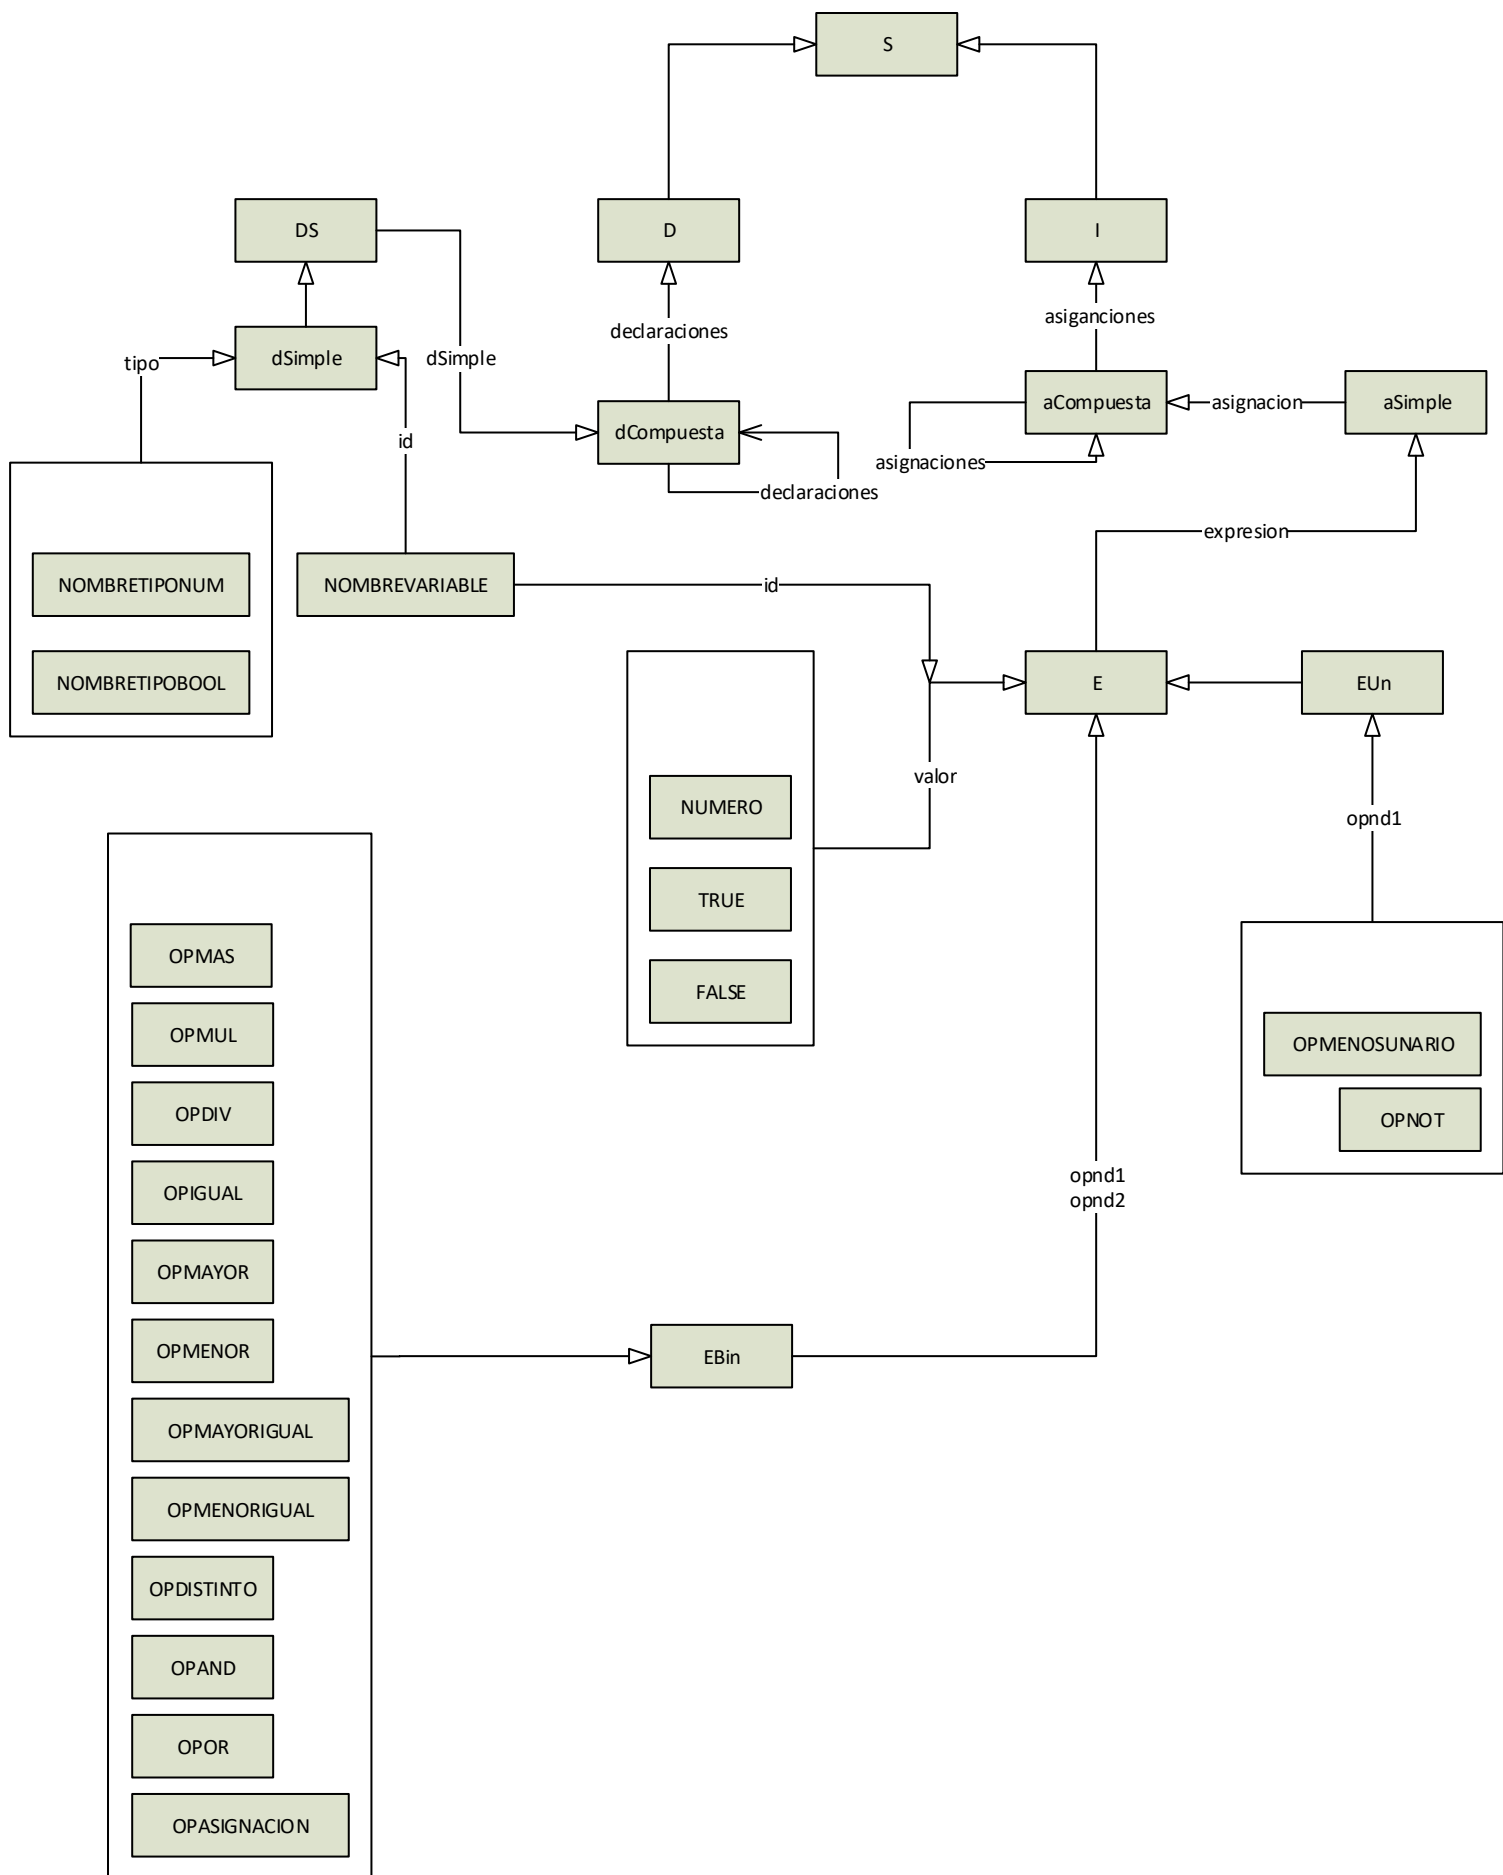 S
DS
D
I
asiganciones
declaraciones
dSimple
tipo
dSimple
aCompuesta
asignacion
aSimple
dCompuesta
id
asignaciones
declaraciones
expresion
NOMBRETIPONUM
NOMBREVARIABLE
id
NOMBRETIPOBOOL
E
EUn
valor
NUMERO
opnd1
TRUE
OPMAS
FALSE
OPMUL
OPMENOSUNARIO
OPDIV
OPNOT
OPIGUAL
opnd1
opnd2
OPMAYOR
OPMENOR
EBin
OPMAYORIGUAL
OPMENORIGUAL
OPDISTINTO
OPAND
OPOR
OPASIGNACION